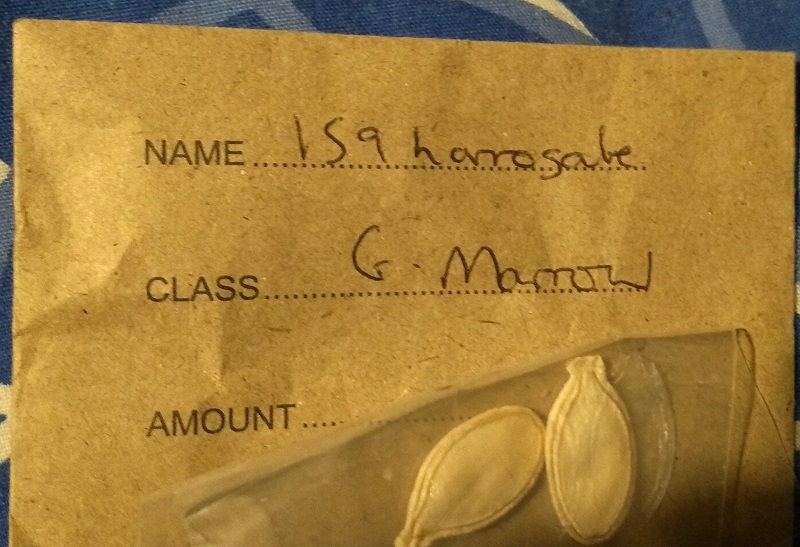 NAME 159 harrogate
CLASS G. Marrow
AMOUNT